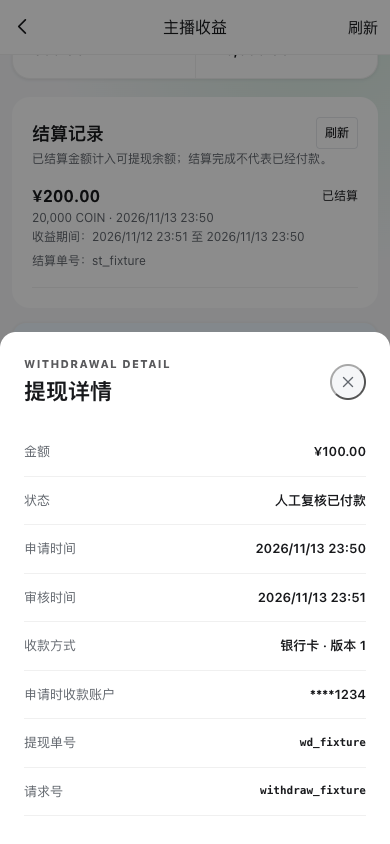 主播收益
刷新
结算记录
刷新
已结算金额计入可提现余额；结算完成不代表已经付款。
¥200.00
已结算
20,000 COIN · 2026/11/13 23:50
收益期间：2026/11/12 23:51 至 2026/11/13 23:50
结算单号：st_fixture
WITHDRAWAL DETAIL
提现详情
金额
¥100.00
状态
人工复核已付款
申请时间
2026/11/13 23:50
审核时间
2026/11/13 23:51
收款方式
银行卡 · 版本 1
申请时收款账户
****1234
提现单号
wd_fixture
请求号
withdraw_fixture